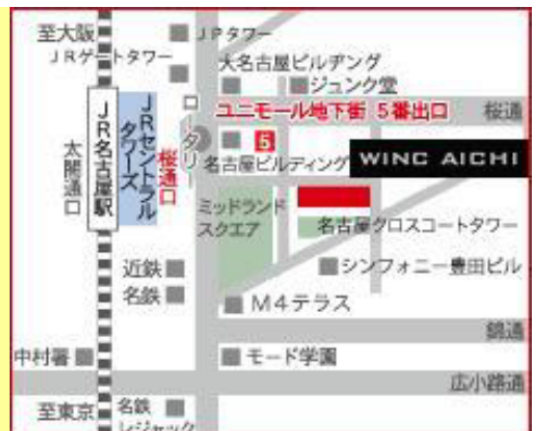 至大阪
JPタワー
JRゲートタワー
大名古屋ビルヂング
ジュンク堂
ユニモール地下街 5番出口
桜通
JR名古屋駅
JRセントラルタワーズ
ロータリー
桜通口
太閤通口
5
名古屋ビルディング
WINC AICHI
ミッドランド
スクエア
名古屋クロスコートタワー
近鉄
シンフォニー豊田ビル
名鉄
M4テラス
錦通
中村署
モード学園
広小路通
至東京
名鉄
レジャック